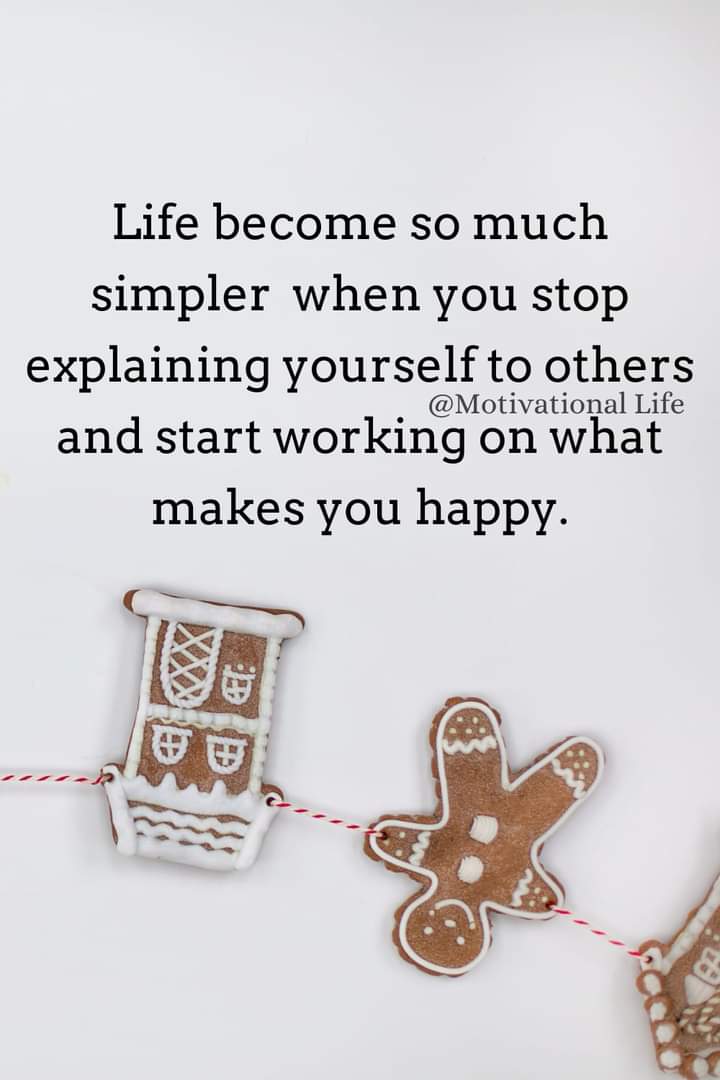 Life become so much
simpler when you stop
explaining yourself to others
@Motivational Life
and start working on what
makes you happy.